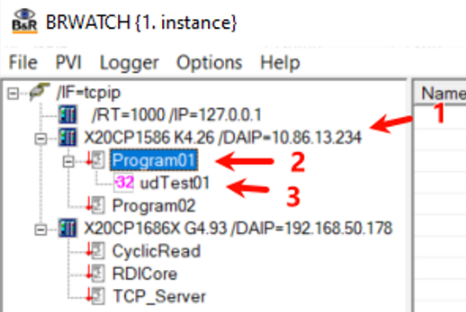 B&R
BRWATCH {1. instance}
File PVI Logger Options Help
/IF=tcpip
Name
/RT=1000 /IP=127.0.0.1
1
X20CP1586 K4.26 /DAIP=10.86.13.234
Program01
2
32 udTest01
3
Program02
X20CP1686X G4.93 /DAIP=192.168.50.178
CyclicRead
RDICore
TCP_Server